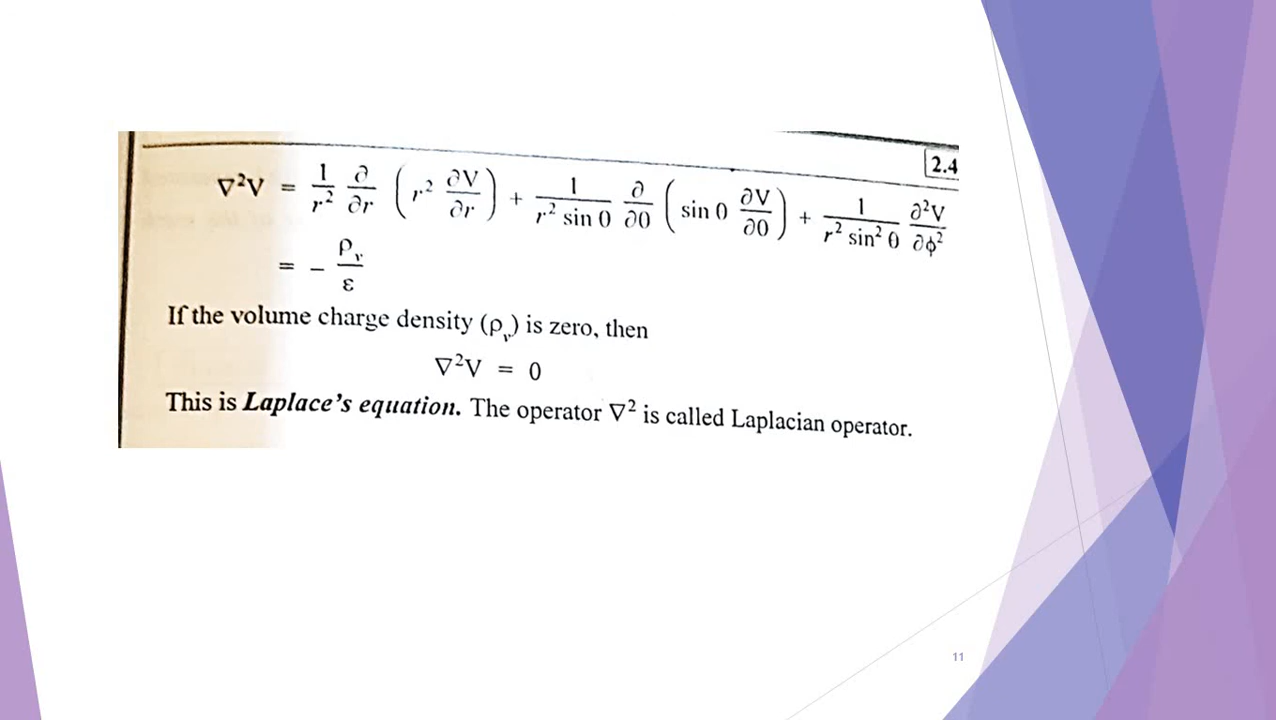 2.4
∇²V = 1/r² ∂/∂r (r² ∂V/∂r) + 1/(r² sin θ) ∂/∂θ (sin θ ∂V/∂θ) + 1/(r² sin² θ) ∂²V/∂ϕ²
= − ρᵥ/ε
If the volume charge density (ρᵥ) is zero, then
∇²V = 0
This is Laplace's equation. The operator ∇² is called Laplacian operator.
11